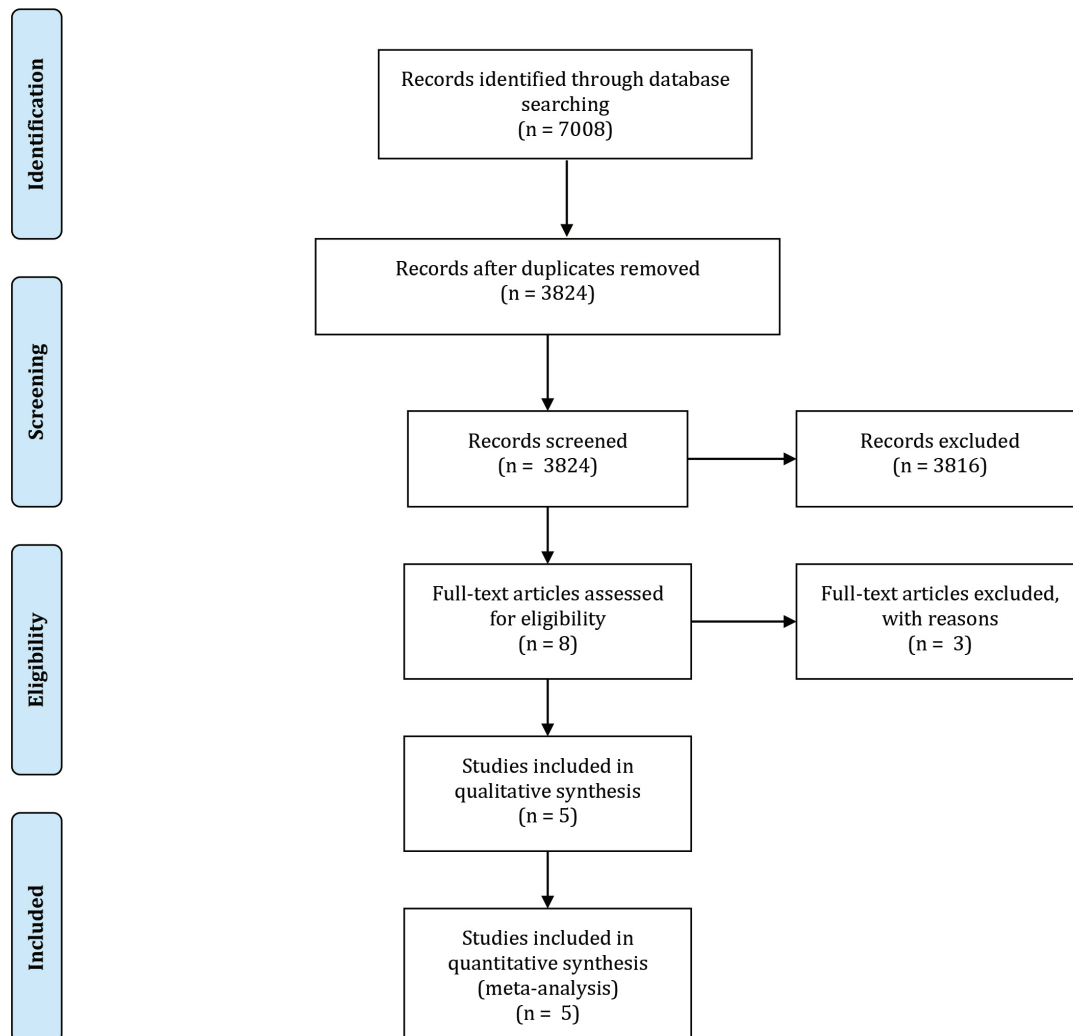 Identification
Records identified through database
searching
(n = 7008)
Records after duplicates removed
(n = 3824)
Screening
Records screened
(n =  3824)
Records excluded
(n = 3816)
Eligibility
Full-text articles assessed
for eligibility
(n = 8)
Full-text articles excluded,
with reasons
(n =  3)
Studies included in
qualitative synthesis
(n = 5)
Included
Studies included in
quantitative synthesis
(meta-analysis)
(n =  5)